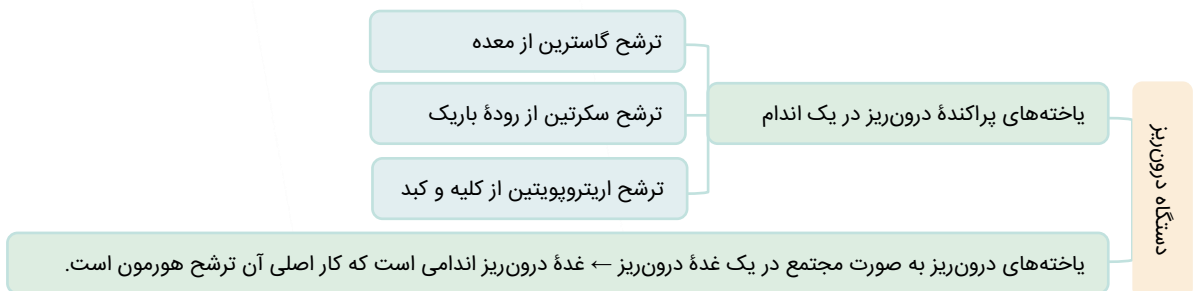 دستگاه درون‌ریز
یاخته‌های پراکندهٔ درون‌ریز در یک اندام
ترشح گاسترین از معده
ترشح سکرتین از رودهٔ باریک
ترشح اریتروپویتین از کلیه و کبد
یاخته‌های درون‌ریز به صورت مجتمع در یک غدهٔ درون‌ریز ← غدهٔ درون‌ریز اندامی است که کار اصلی آن ترشح هورمون است.